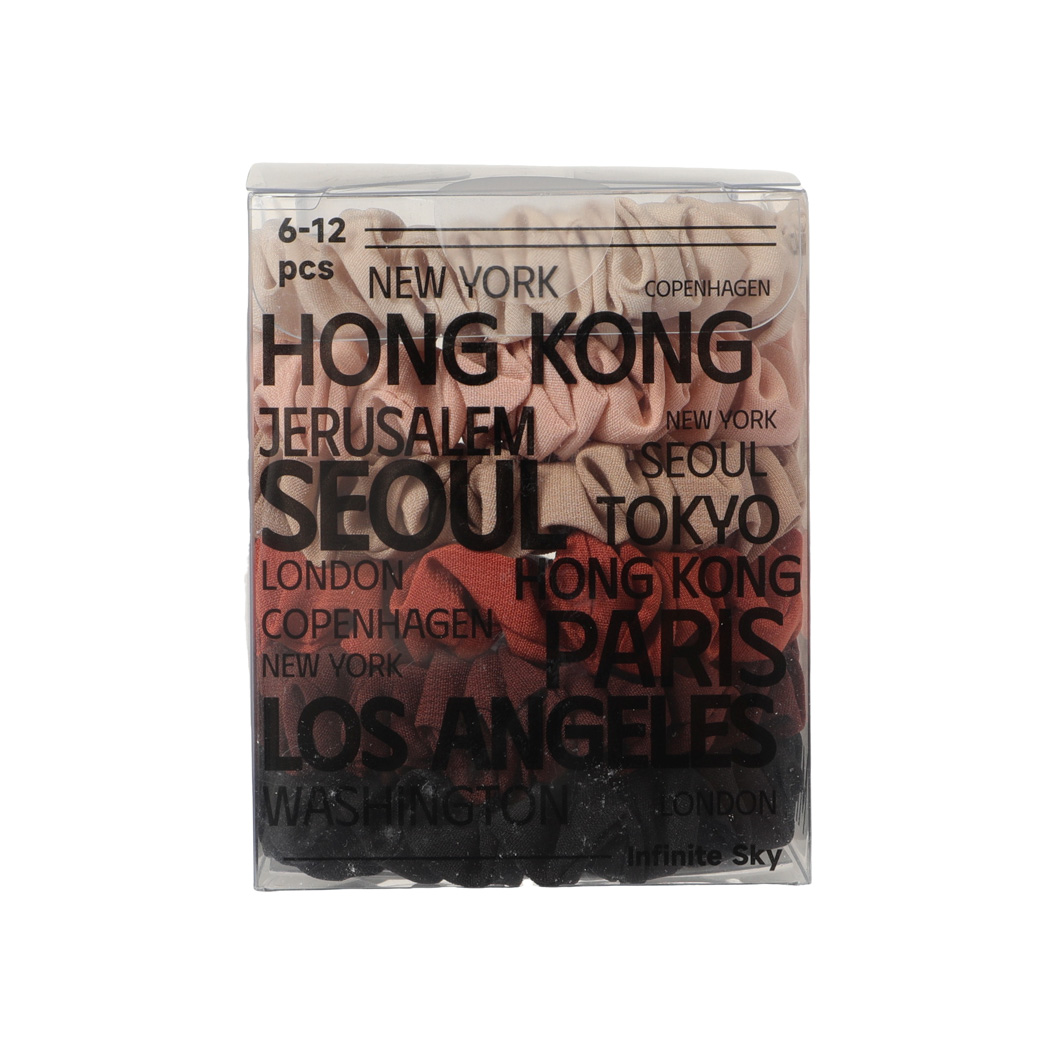 6-12
pcs
NEW YORK COPENHAGEN
HONG KONG
JERUSALEM NEW YORK
SEOUL SEOUL
TOKYO
LONDON HONG KONG
COPENHAGEN PARIS
NEW YORK
LOS ANGELES
WASHINGTON LONDON
Infinite Sky